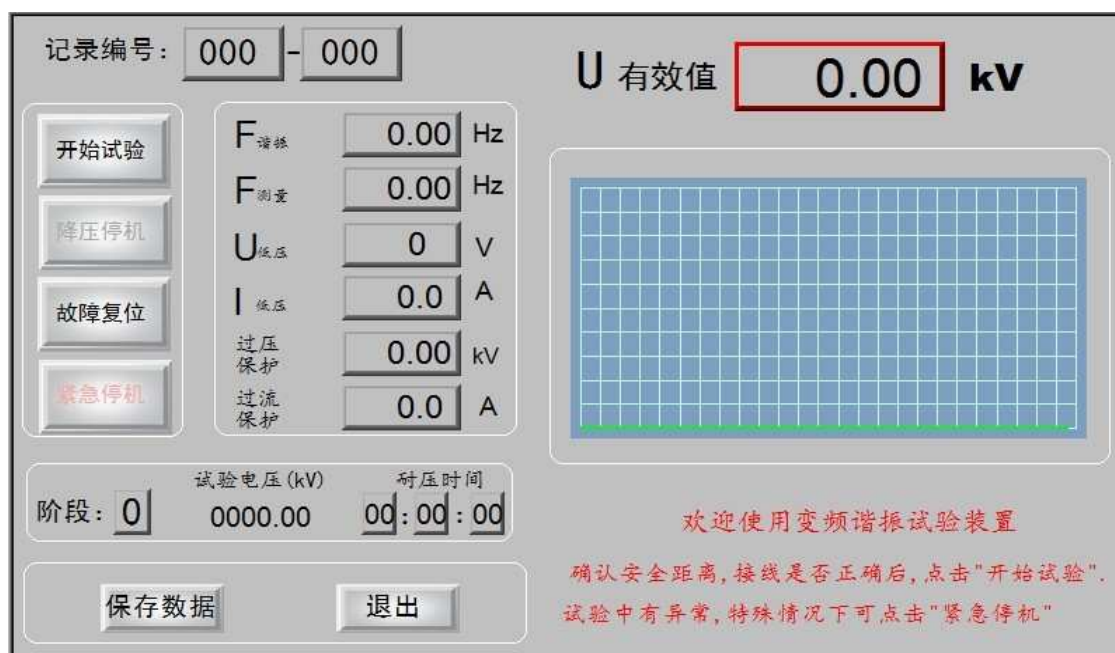 记录编号: 000 - 000
U 有效值 0.00 kV
开始试验
降压停机
故障复位
紧急停机
F谐振 0.00 Hz
F测量 0.00 Hz
U低压 0 V
I 低压 0.0 A
过压
保护 0.00 kV
过流
保护 0.0 A
试验电压(kV) 耐压时间
阶段: 0 0000.00 00:00:00
保存数据 退出
欢迎使用变频谐振试验装置
确认安全距离,接线是否正确后,点击"开始试验".
试验中有异常,特殊情况下可点击"紧急停机"